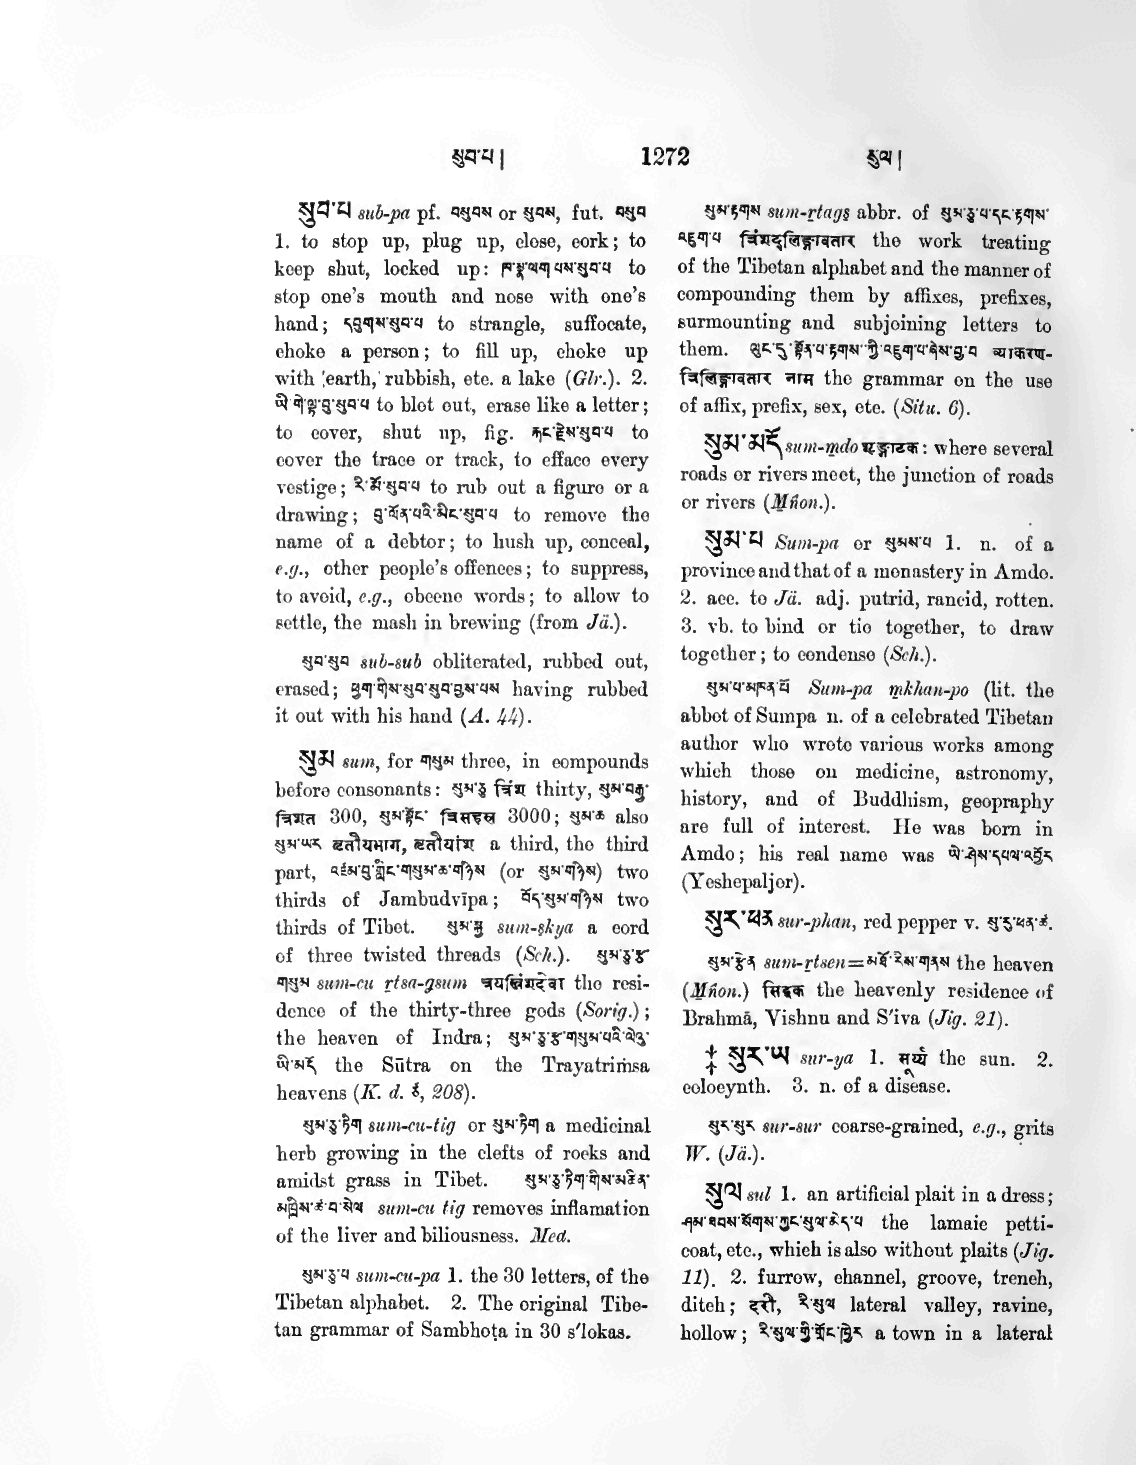 སུབ་པ། 1272 སུལ།
སུབ་པ sub-pa pf. བསུབས or སུབས, fut. བསུབ
1. to stop up, plug up, close, cork; to
keep shut, locked up: ཁ་སྣ་ལག་པས་སུབ་པ to
stop one's mouth and nose with one's
hand; དབུགས་སུབ་པ to strangle, suffocate,
choke a person; to fill up, choke up
with earth, rubbish, etc. a lake (Glr.). 2.
ཡི་གེ་ལྟ་བུ་སུབ་པ to blot out, erase like a letter;
to cover, shut up, fig. རྐང་རྗེས་སུབ་པ to
cover the trace or track, to efface every
vestige; རི་མོ་སུབ་པ to rub out a figure or a
drawing; བུ་ལོན་པའི་མིང་སུབ་པ to remove the
name of a debtor; to hush up, conceal,
e.g., other people's offences; to suppress,
to avoid, e.g., obcene words; to allow to
settle, the mash in brewing (from Jä.).
སུབ་སུབ sub-sub obliterated, rubbed out,
erased; ཕྱག་གིས་སུབ་སུབ་བྱས་པས having rubbed
it out with his hand (A. 44).
སུམ sum, for གསུམ three, in compounds
before consonants: སུམ་ཅུ त्रिंश thirty, སུམ་བརྒྱ་
त्रिशत 300, སུམ་སྟོང་ त्रिसहस्र 3000; སུམ་ཆ also
སུམ་ཡར तृतीयभाग, तृतीयांश a third, the third
part, འཛམ་བུ་གླིང་གསུམ་ཆ་གཉིས (or སུམ་གཉིས) two
thirds of Jambudvīpa; བོད་སུམ་གཉིས two
thirds of Tibet. སུམ་སྐྱ sum-s̱kya a cord
of three twisted threads (Sch.). སུམ་ཅུ་རྩ་
གསུམ sum-cu ṟtsa-gsum त्रयस्त्रिंशदेवा the resi-
dence of the thirty-three gods (Sorig.);
the heaven of Indra; སུམ་ཅུ་རྩ་གསུམ་པའི་ལེའུ་
ཡི་མདོ the Sūtra on the Trayatriṁsa
heavens (K. d. ཪ, 208).
སུམ་ཅུ་ཏིག sum-cu-tig or སུམ་ཏིག a medicinal
herb growing in the clefts of rocks and
amidst grass in Tibet. སུམ་ཅུ་ཏིག་གིས་མཆིན་
མཁྲིས་ཚ་བ་སེལ sum-cu tig removes inflamation
of the liver and biliousness. Med.
སུམ་ཅུ་པ sum-cu-pa 1. the 30 letters, of the
Tibetan alphabet. 2. The original Tibe-
tan grammar of Sambhoṭa in 30 s'lokas.
སུམ་རྟགས sum-ṟtags abbr. of སུམ་ཅུ་པ་དང་རྟགས་
འཇུག་པ त्रिंशदुलिङ्गावतार the work treating
of the Tibetan alphabet and the manner of
compounding them by affixes, prefixes,
surmounting and subjoining letters to
them. ལུང་དུ་སྟོན་པ་རྟགས་ཀྱི་འཇུག་པ་ཞེས་བྱ་བ व्याकरण-
त्रिलिङ्गावतार नाम the grammar on the use
of affix, prefix, sex, etc. (Situ. 6).
སུམ་མདོ sum-m̱do शृङ्गाटक: where several
roads or rivers meet, the junction of roads
or rivers (M̱ñon.).
སུམ་པ Sum-pa or སུམས་པ 1. n. of a
province and that of a monastery in Amdo.
2. acc. to Jä. adj. putrid, rancid, rotten.
3. vb. to bind or tie together, to draw
together; to condense (Sch.).
སུམ་པ་མཁན་པོ Sum-pa m̱khan-po (lit. the
abbot of Sumpa n. of a celebrated Tibetan
author who wrote various works among
which those on medicine, astronomy,
history, and of Buddhism, geopraphy
are full of interest. He was born in
Amdo; his real name was ཡེ་ཤེས་དཔལ་འབྱོར
(Yeshepaljor).
སུར་ཕན sur-phan, red pepper v. སུ་རུ་ཕན་ཚ.
སུམ་རྩེན sum-ṟtsen=མཐོ་རིས་གནས the heaven
(M̱ñon.) सिद्धक the heavenly residence of
Brahmā, Vishnu and S'iva (Jig. 21).
‡ སུར་ཡ sur-ya 1. सूर्य्य the sun. 2.
coloeynth. 3. n. of a disease.
སུར་སུར sur-sur coarse-grained, e.g., grits
W. (Jä.).
སུལ sul 1. an artificial plait in a dress;
ཤམ་ཐབས་སོགས་ཀྱང་སུལ་མེད་པ the lamaic petti-
coat, etc., which is also without plaits (Jig.
11). 2. furrow, channel, groove, trench,
ditch; दरी, རི་སུལ lateral valley, ravine,
hollow; རི་སུལ་གྱི་གྲོང་ཁྱེར a town in a lateral